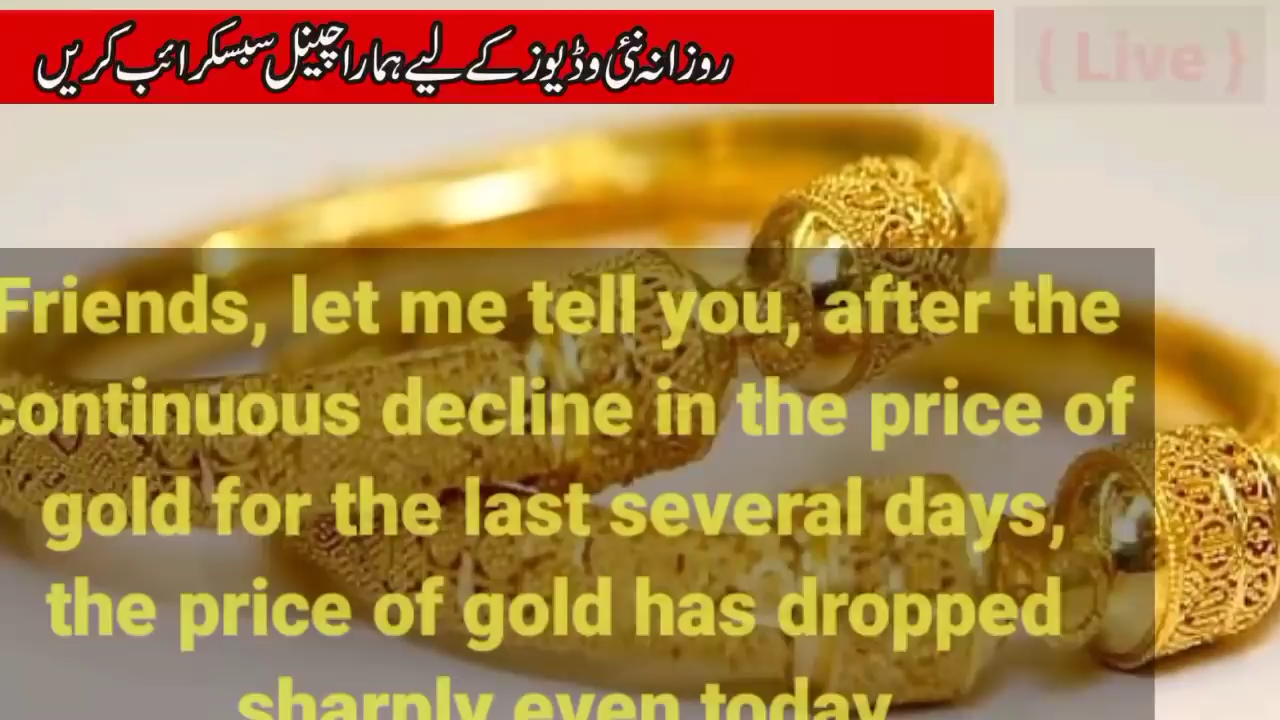 روزانہ نئی وڈیوز کے لیے ہمارا چینل سبسکرائب کریں
{ Live }
Friends, let me tell you, after the
continuous decline in the price of
gold for the last several days,
the price of gold has dropped
sharply even today